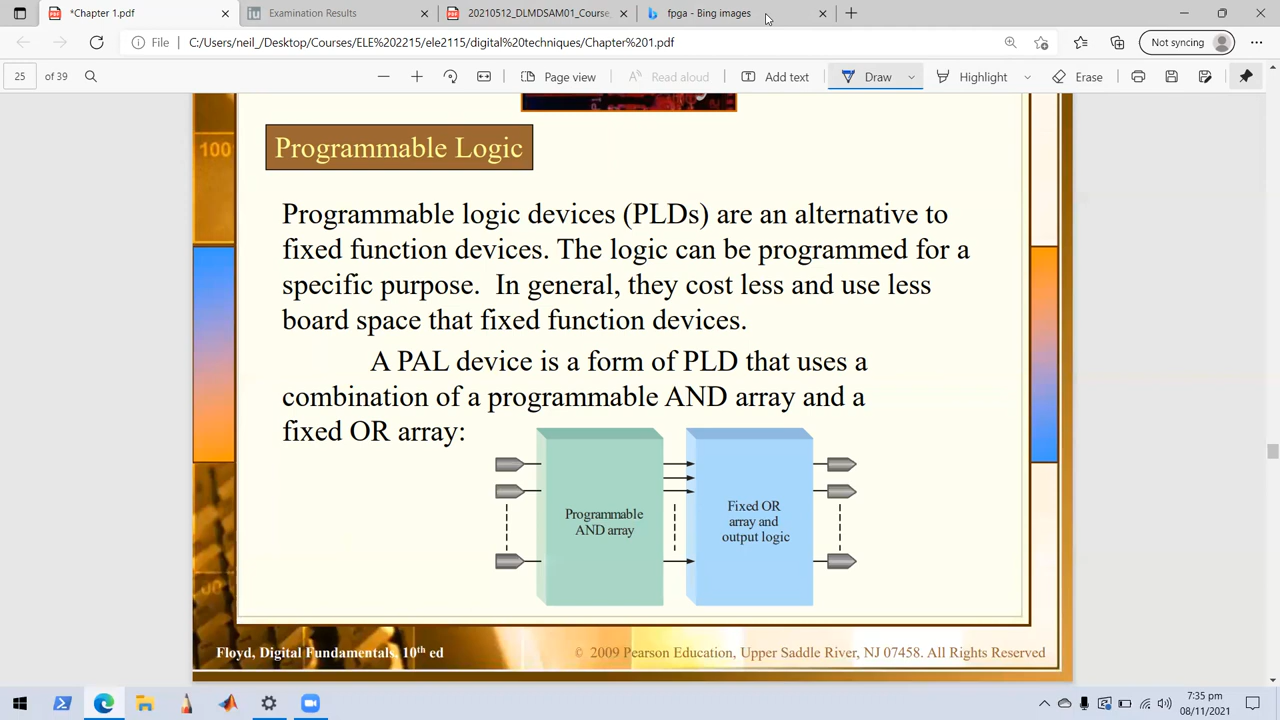 *Chapter 1.pdf
Examination Results
20210512_DLMDSAM01_Course
fpga - Bing images
File
C:/Users/neil_/Desktop/Courses/ELE%202215/ele2115/digital%20techniques/Chapter%201.pdf
Not syncing
25 of 39
Page view
Read aloud
Add text
Draw
Highlight
Erase
100
Programmable Logic
Programmable logic devices (PLDs) are an alternative to
fixed function devices. The logic can be programmed for a
specific purpose. In general, they cost less and use less
board space that fixed function devices.
A PAL device is a form of PLD that uses a
combination of a programmable AND array and a
fixed OR array:
Programmable
AND array
Fixed OR
array and
output logic
Floyd, Digital Fundamentals, 10th ed
© 2009 Pearson Education, Upper Saddle River, NJ 07458. All Rights Reserved
7:35 pm
08/11/2021